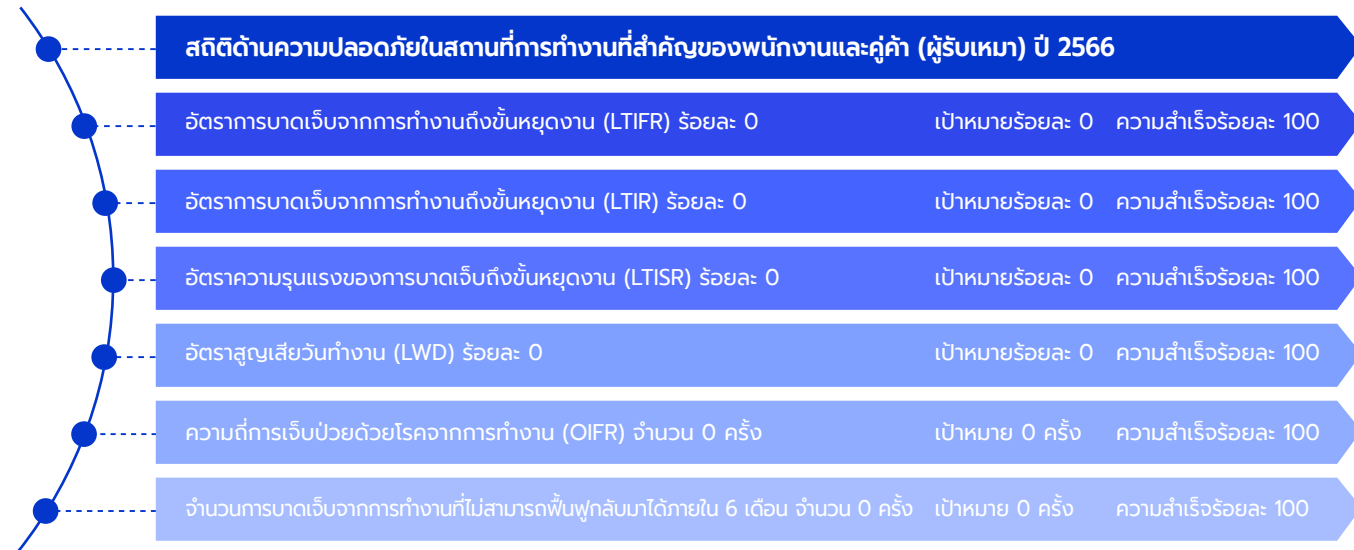 สถิติด้านความปลอดภัยในสถานที่การทำงานที่สำคัญของพนักงานและคู่ค้า (ผู้รับเหมา) ปี 2566
อัตราการบาดเจ็บจากการทำงานถึงขั้นหยุดงาน (LTIFR) ร้อยละ 0 เป้าหมายร้อยละ 0 ความสำเร็จร้อยละ 100
อัตราการบาดเจ็บจากการทำงานถึงขั้นหยุดงาน (LTIR) ร้อยละ 0 เป้าหมายร้อยละ 0 ความสำเร็จร้อยละ 100
อัตราความรุนแรงของการบาดเจ็บถึงขั้นหยุดงาน (LTISR) ร้อยละ 0 เป้าหมายร้อยละ 0 ความสำเร็จร้อยละ 100
อัตราสูญเสียวันทำงาน (LWD) ร้อยละ 0 เป้าหมายร้อยละ 0 ความสำเร็จร้อยละ 100
ความถี่การเจ็บป่วยด้วยโรคจากการทำงาน (OIFR) จำนวน 0 ครั้ง เป้าหมาย 0 ครั้ง ความสำเร็จร้อยละ 100
จำนวนการบาดเจ็บจากการทำงานที่ไม่สามารถฟื้นฟูกลับมาได้ภายใน 6 เดือน จำนวน 0 ครั้ง เป้าหมาย 0 ครั้ง ความสำเร็จร้อยละ 100